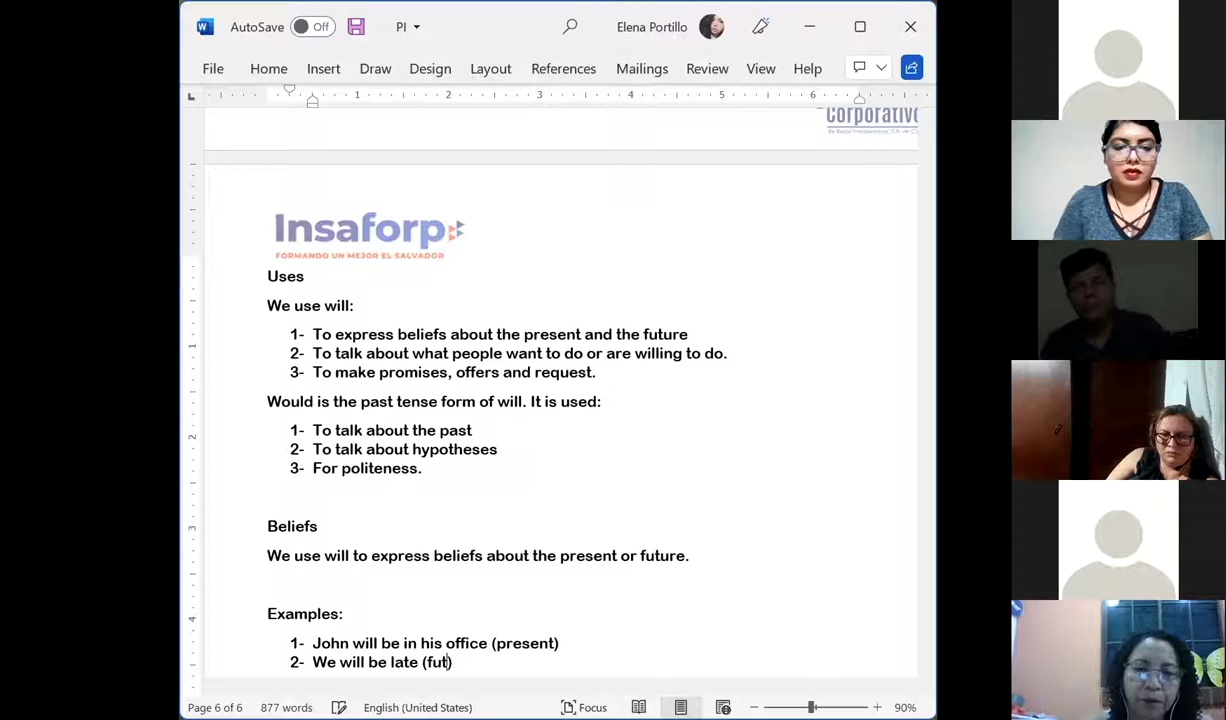 AutoSave Off PI Elena Portillo
File Home Insert Draw Design Layout References Mailings Review View Help
1 2 3 4 5 6
Corporativo
Insaforp
FORMANDO UN MEJOR EL SALVADOR
Uses
We use will:
1- To express beliefs about the present and the future
2- To talk about what people want to do or are willing to do.
3- To make promises, offers and request.
Would is the past tense form of will. It is used:
1- To talk about the past
2- To talk about hypotheses
3- For politeness.
Beliefs
We use will to express beliefs about the present or future.
Examples:
1- John will be in his office (present)
2- We will be late (fut)
Page 6 of 6 877 words English (United States) Focus 90%